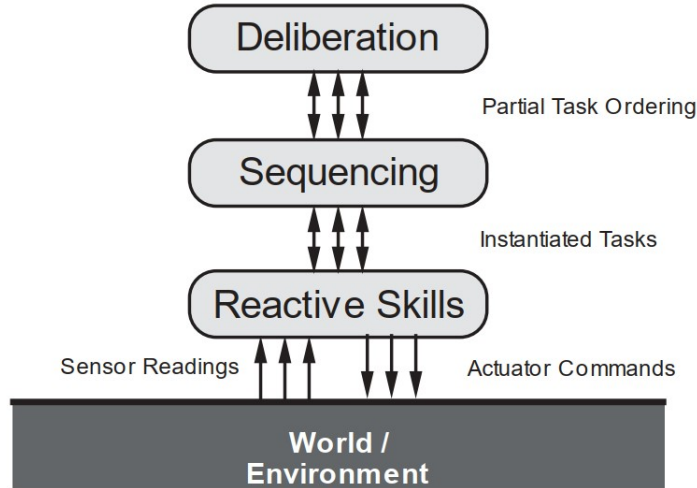 Deliberation
Partial Task Ordering
Sequencing
Instantiated Tasks
Reactive Skills
Sensor Readings
Actuator Commands
World /
Environment